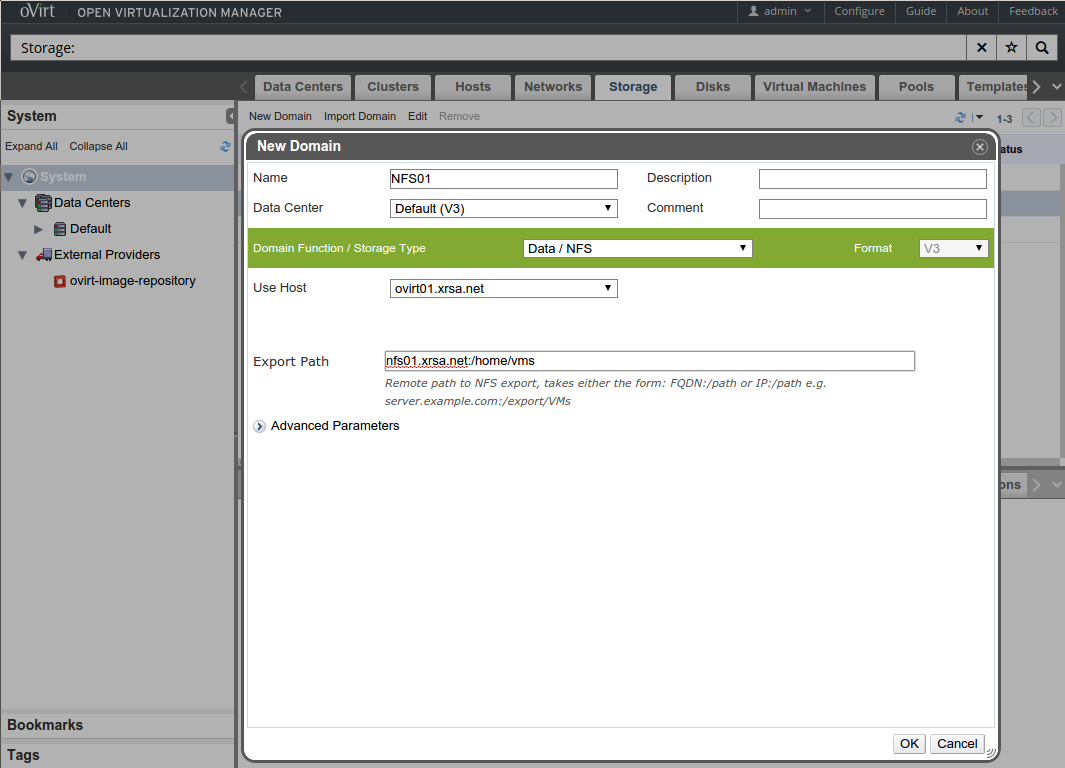 oVirt OPEN VIRTUALIZATION MANAGER admin Configure Guide About Feedback
Storage:
Data Centers Clusters Hosts Networks Storage Disks Virtual Machines Pools Templates
System
New Domain Import Domain Edit Remove 1-3
Expand All Collapse All
New Domain
atus
System
Name NFS01 Description
Data Centers
Data Center Default (V3) Comment
Default
Domain Function / Storage Type Data / NFS Format V3
External Providers
ovirt-image-repository
Use Host ovirt01.xrsa.net
Export Path nfs01.xrsa.net:/home/vms
Remote path to NFS export, takes either the form: FQDN:/path or IP:/path e.g.
server.example.com:/export/VMs
Advanced Parameters
ons
Bookmarks
OK Cancel
Tags